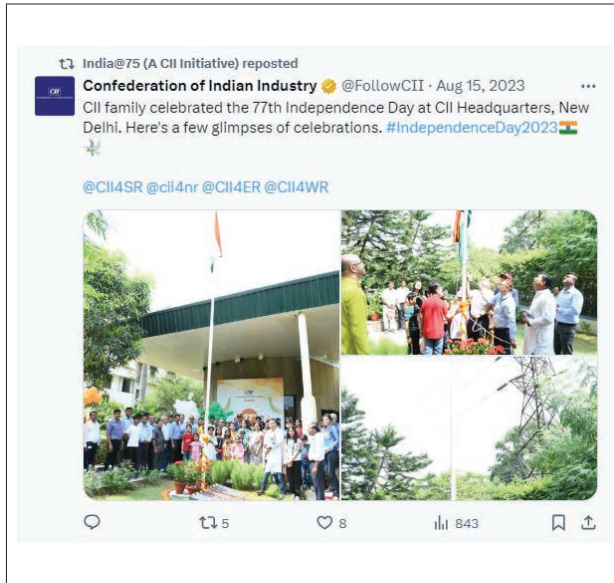 India@75 (A CII Initiative) reposted
Confederation of Indian Industry @FollowCII · Aug 15, 2023 ...
CII family celebrated the 77th Independence Day at CII Headquarters, New
Delhi. Here's a few glimpses of celebrations. #IndependenceDay2023
@CII4SR @cii4nr @CII4ER @CII4WR
5 8 843